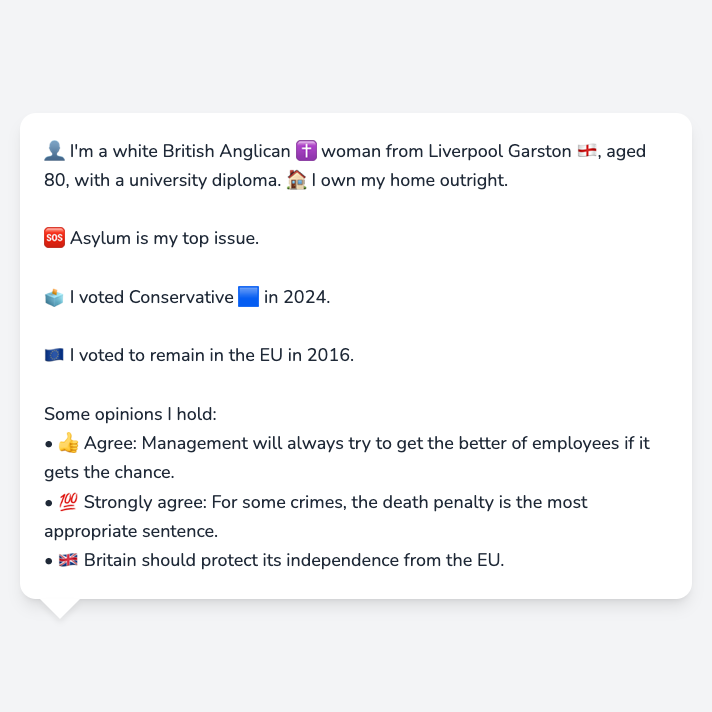 👤 I'm a white British Anglican ✝️ woman from Liverpool Garston 🏴󠁧󠁢󠁥󠁮󠁧󠁿, aged
80, with a university diploma. 🏠 I own my home outright.
🆘 Asylum is my top issue.
🗳️ I voted Conservative 🟦 in 2024.
🇪🇺 I voted to remain in the EU in 2016.
Some opinions I hold:
• 👍 Agree: Management will always try to get the better of employees if it
gets the chance.
• 💯 Strongly agree: For some crimes, the death penalty is the most
appropriate sentence.
• 🇬🇧 Britain should protect its independence from the EU.